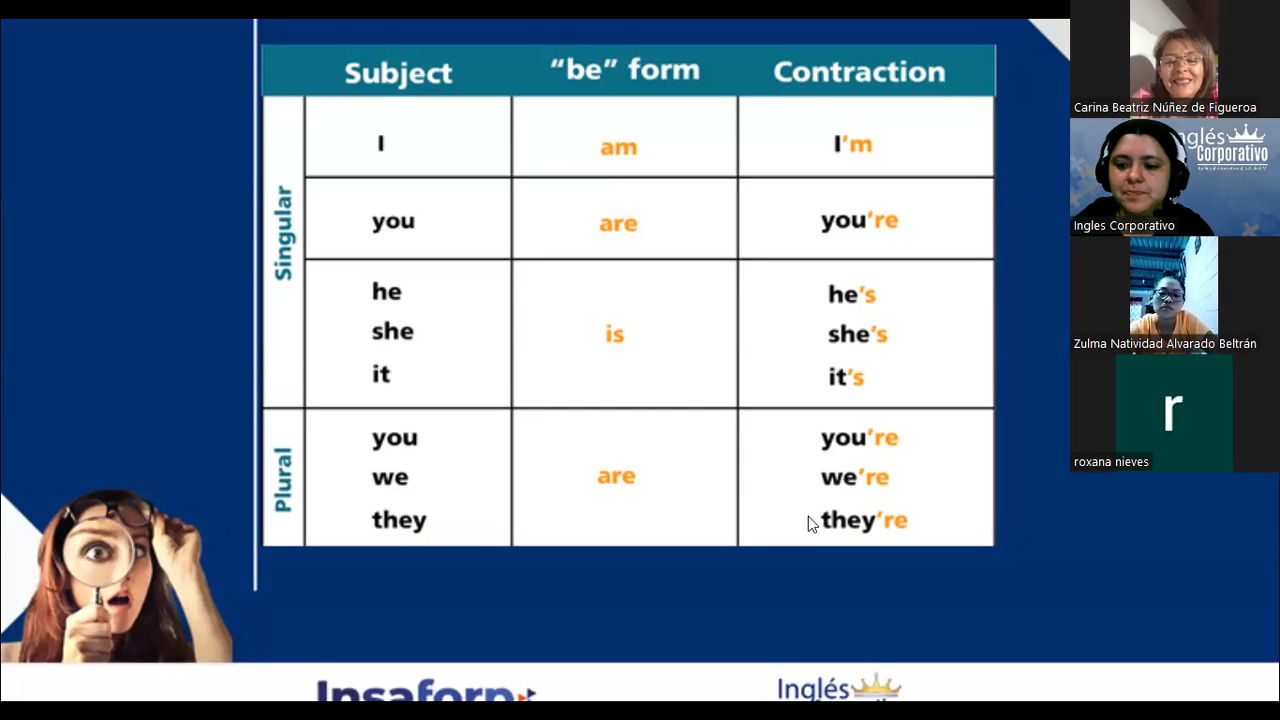 Subject "be" form Contraction
Singular
I am I'm
you are you're
he he's
she is she's
it it's
Plural
you you're
we are we're
they they're
Insaforp
Inglés
Carina Beatriz Núñez de Figueroa
Inglés
Corporativo
Ingles Corporativo
Zulma Natividad Alvarado Beltrán
r
roxana nieves